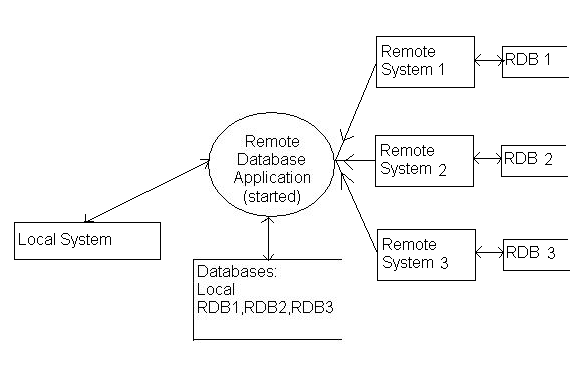 Remote
System 1
RDB 1
Remote
Database
Application
(started)
Remote
System 2
RDB 2
Local System
Remote
System 3
RDB 3
Databases:
Local
RDB1,RDB2,RDB3